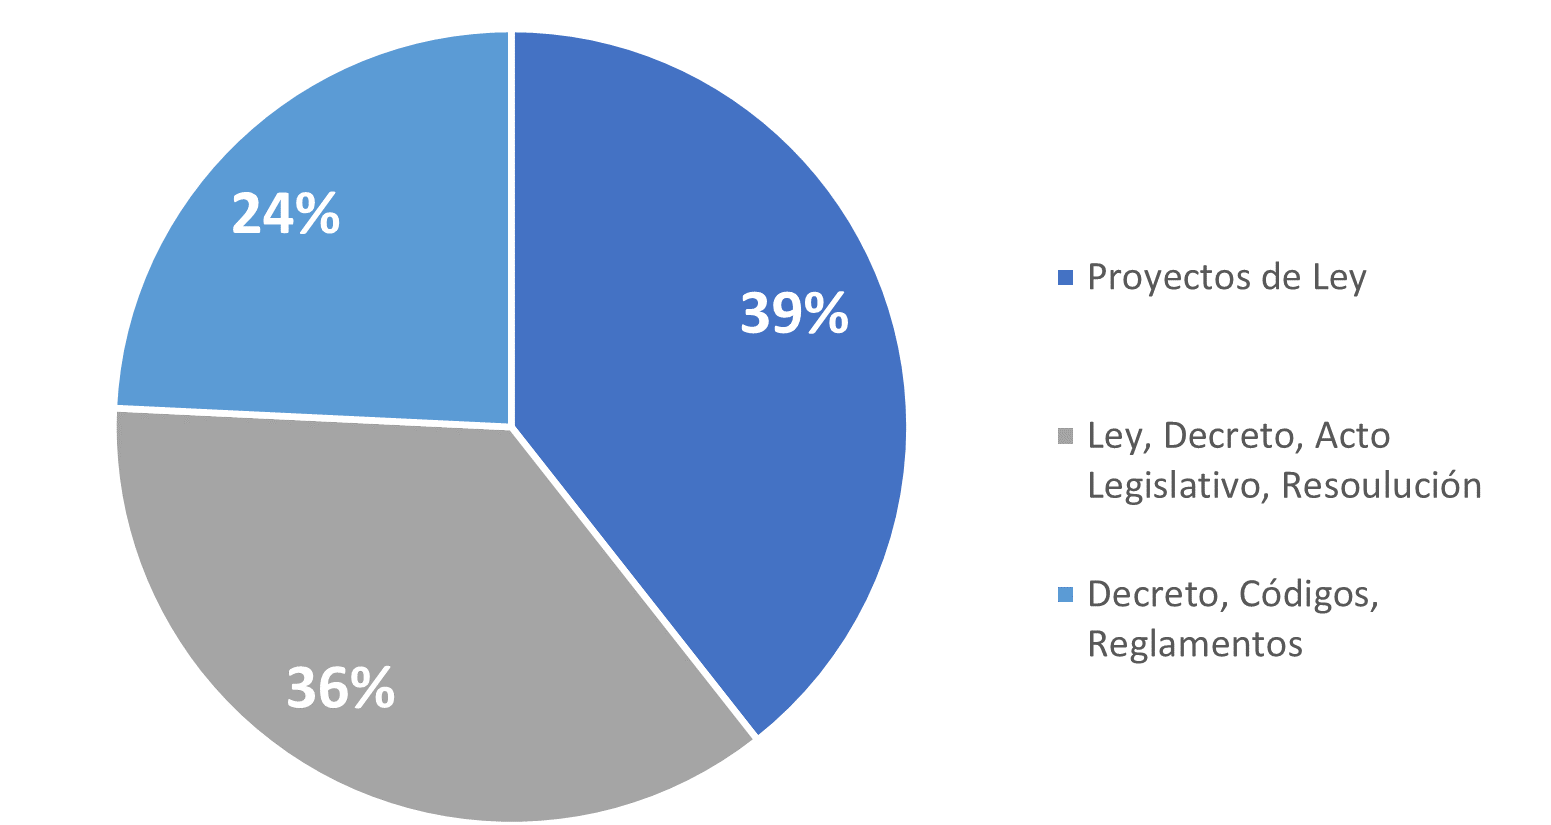 24%
39%
36%
Proyectos de Ley
Ley, Decreto, Acto
Legislativo, Resoulución
Decreto, Códigos,
Reglamentos